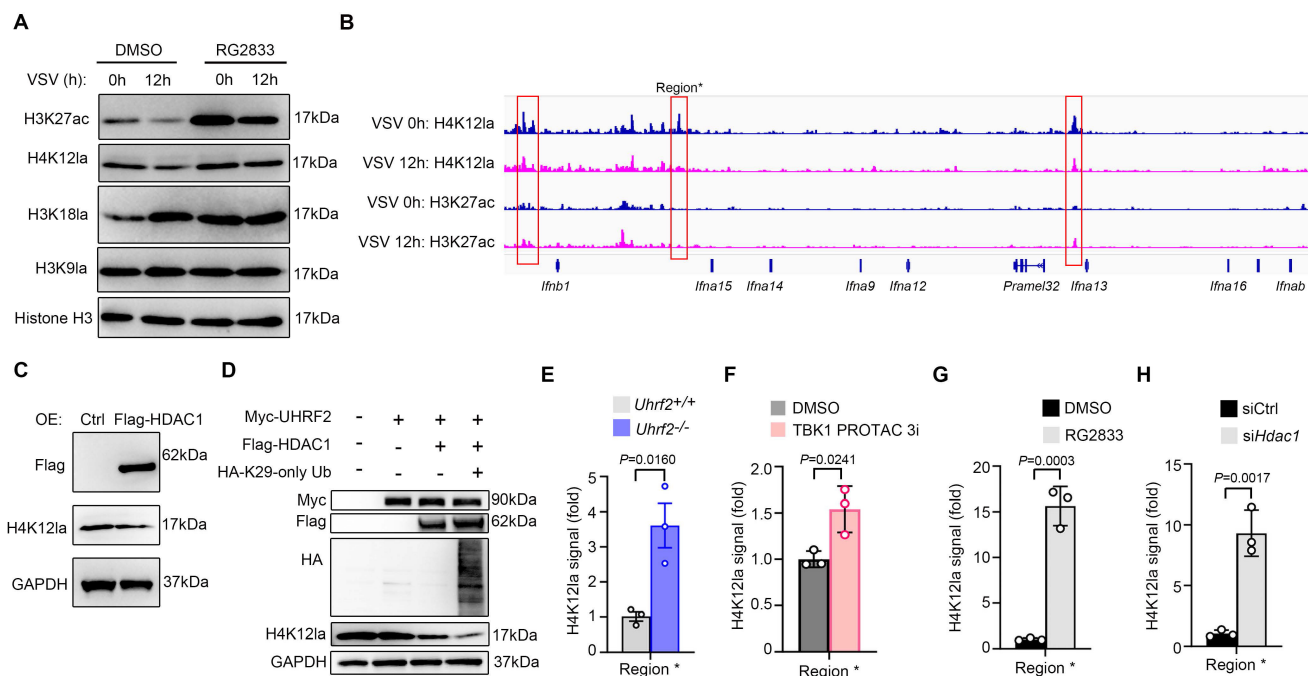 A
DMSO RG2833
VSV (h): 0h 12h 0h 12h
H3K27ac 17kDa
H4K12la 17kDa
H3K18la 17kDa
H3K9la 17kDa
Histone H3 17kDa
B
Region*
VSV 0h: H4K12la
VSV 12h: H4K12la
VSV 0h: H3K27ac
VSV 12h: H3K27ac
Ifnb1 Ifna15 Ifna14 Ifna9 Ifna12 Pramel32 Ifna13 Ifna16 Ifnab
C
OE: Ctrl Flag-HDAC1
Flag 62kDa
H4K12la 17kDa
GAPDH 37kDa
D
Myc-UHRF2 - + + +
Flag-HDAC1 - - + +
HA-K29-only Ub - - - +
Myc 90kDa
Flag 62kDa
HA
H4K12la 17kDa
GAPDH 37kDa
E
Uhrf2+/+
Uhrf2-/-
P=0.0160
H4K12la signal (fold)
5
4
3
2
1
0
Region *
F
DMSO
TBK1 PROTAC 3i
P=0.0241
H4K12la signal (fold)
2.0
1.5
1.0
0.5
0.0
Region *
G
DMSO
RG2833
P=0.0003
H4K12la signal (fold)
20
15
10
5
0
Region *
H
siCtrl
siHdac1
P=0.0017
H4K12la signal (fold)
15
10
5
0
Region *